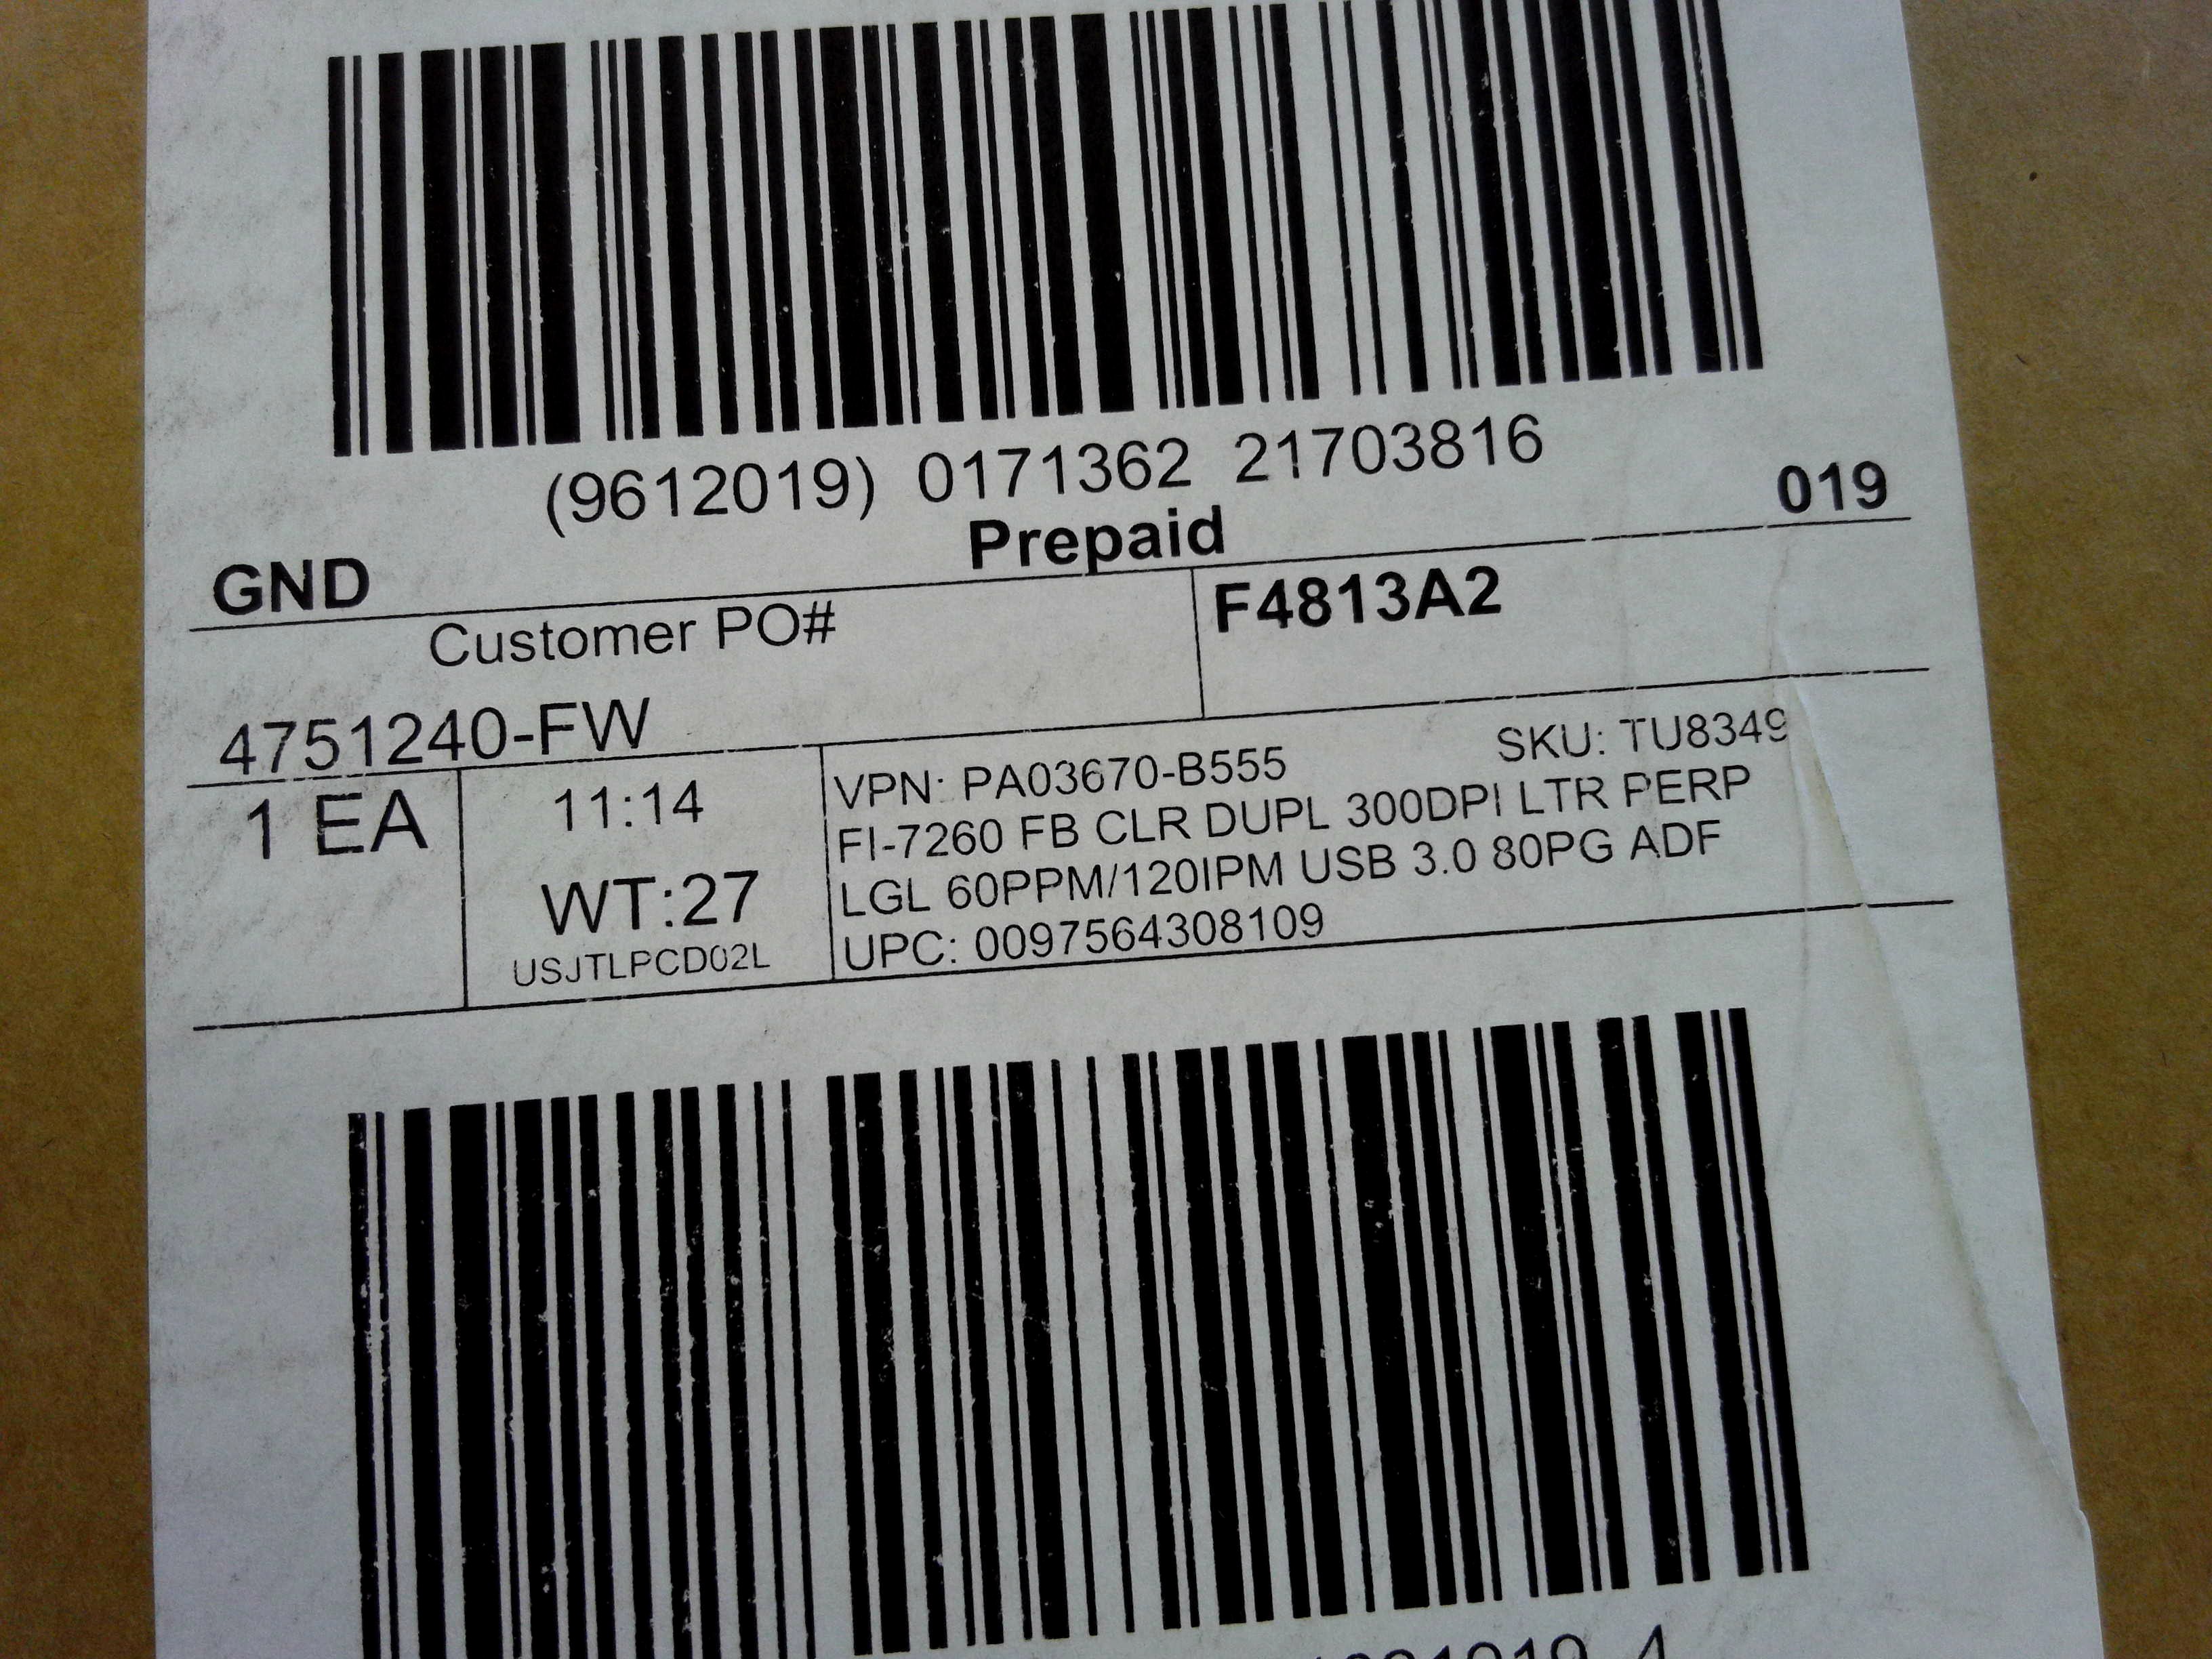 (9612019) 0171362 21703816
GND Prepaid 019
Customer PO# F4813A2
4751240-FW
1 EA
11:14
WT:27
USJTLPCD02L
VPN: PA03670-B555 SKU: TU8349
FI-7260 FB CLR DUPL 300DPI LTR PERP
LGL 60PPM/120IPM USB 3.0 80PG ADF
UPC: 0097564308109